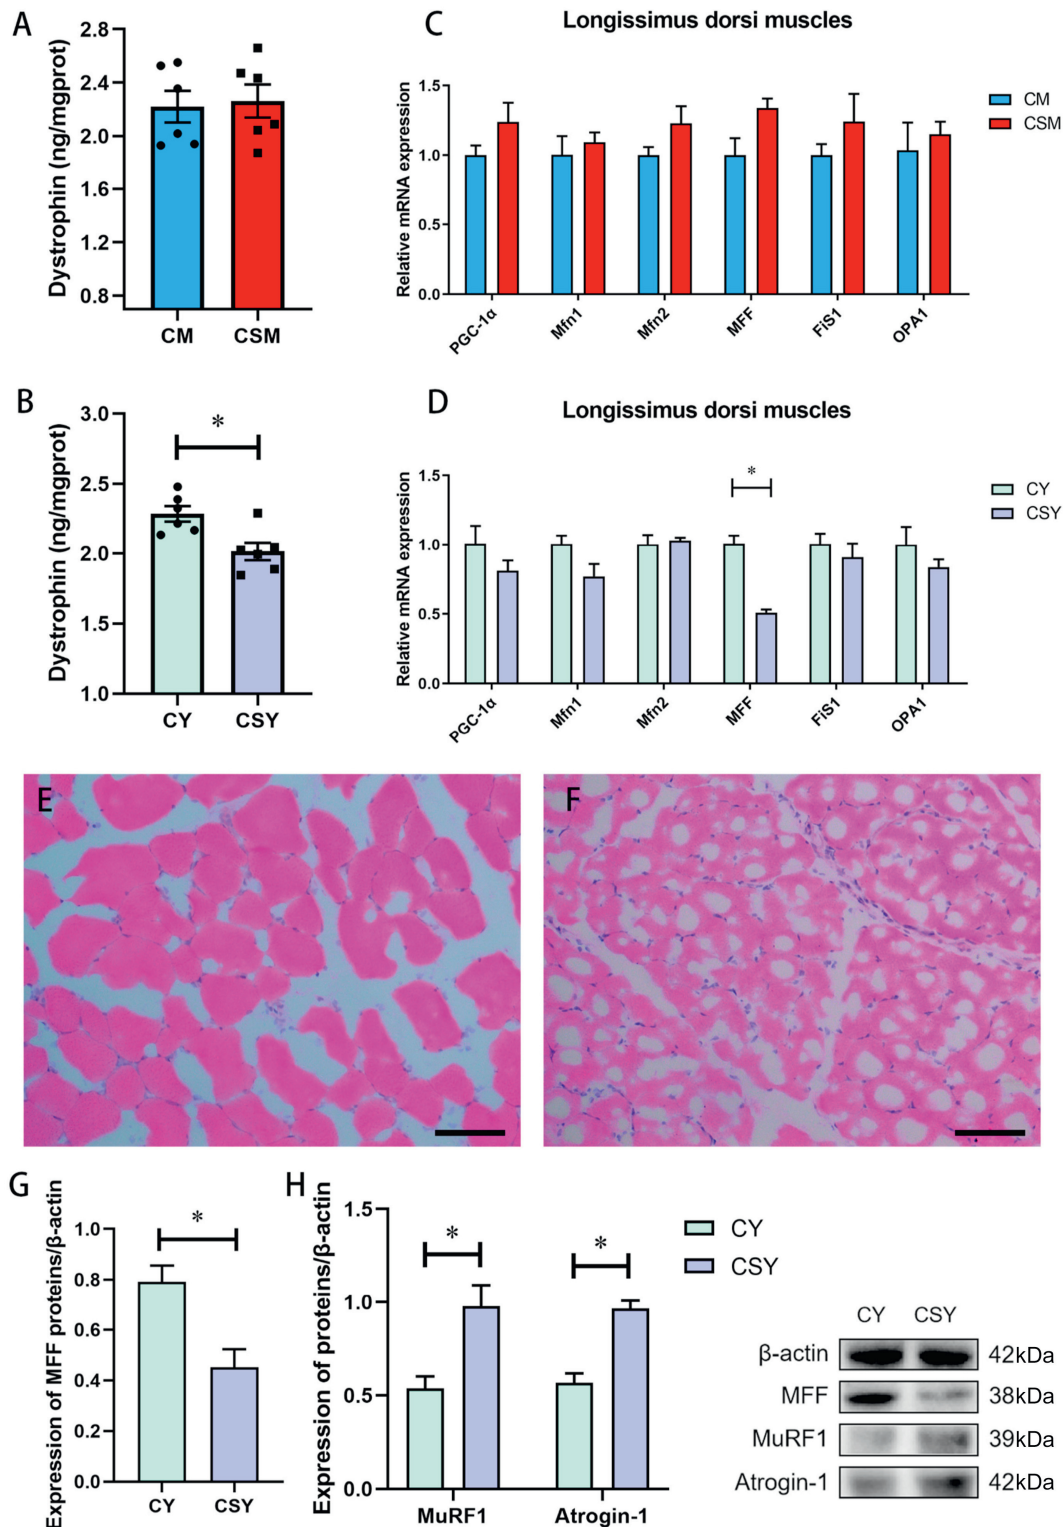 A
Dystrophin (ng/mgprot)
2.8
2.4
2.0
1.6
1.2
0.8
CM
CSM
C
Longissimus dorsi muscles
Relative mRNA expression
1.5
1.0
0.5
0.0
PGC-1α
Mfn1
Mfn2
MFF
FiS1
OPA1
CM
CSM
B
Dystrophin (ng/mgprot)
3.0
2.5
2.0
1.5
1.0
*
CY
CSY
D
Longissimus dorsi muscles
Relative mRNA expression
1.5
1.0
0.5
0.0
*
PGC-1α
Mfn1
Mfn2
MFF
FiS1
OPA1
CY
CSY
E
F
G
Expression of MFF proteins/β-actin
1.0
0.8
0.6
0.4
0.2
0.0
*
CY
CSY
H
Expression of proteins/β-actin
1.5
1.0
0.5
0.0
*
*
MuRF1
Atrogin-1
CY
CSY
CY CSY
β-actin 42kDa
MFF 38kDa
MuRF1 39kDa
Atrogin-1 42kDa